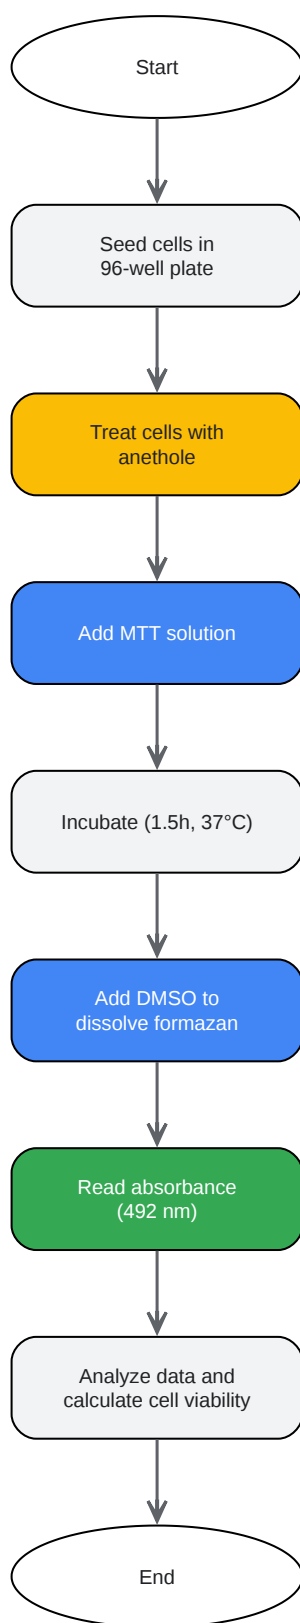 Start
Seed cells in
96-well plate
Treat cells with
anethole
Add MTT solution
Incubate (1.5h, 37°C)
Add DMSO to
dissolve formazan
Read absorbance
(492 nm)
Analyze data and
calculate cell viability
End